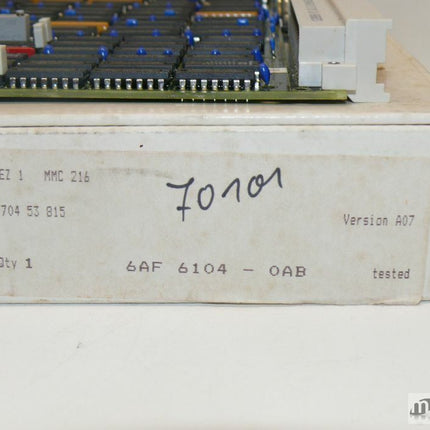 EZ 1 MMC 216
70101
704 53 815
Version A07
Qty 1
6AF 6104 - 0AB
tested